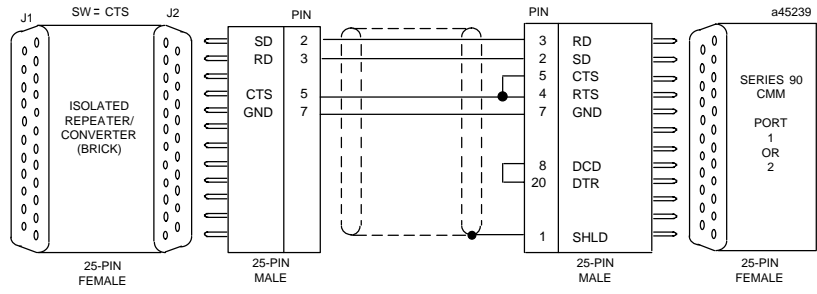 J1 SW = CTS J2 PIN PIN a45239
SD 2 3 RD
RD 3 2 SD
5 CTS
CTS 5 4 RTS
GND 7 7 GND
8 DCD
20 DTR
1 SHLD
ISOLATED
REPEATER/
CONVERTER
(BRICK)
SERIES 90
CMM
PORT
1
OR
2
25-PIN
FEMALE
25-PIN
MALE
25-PIN
MALE
25-PIN
FEMALE